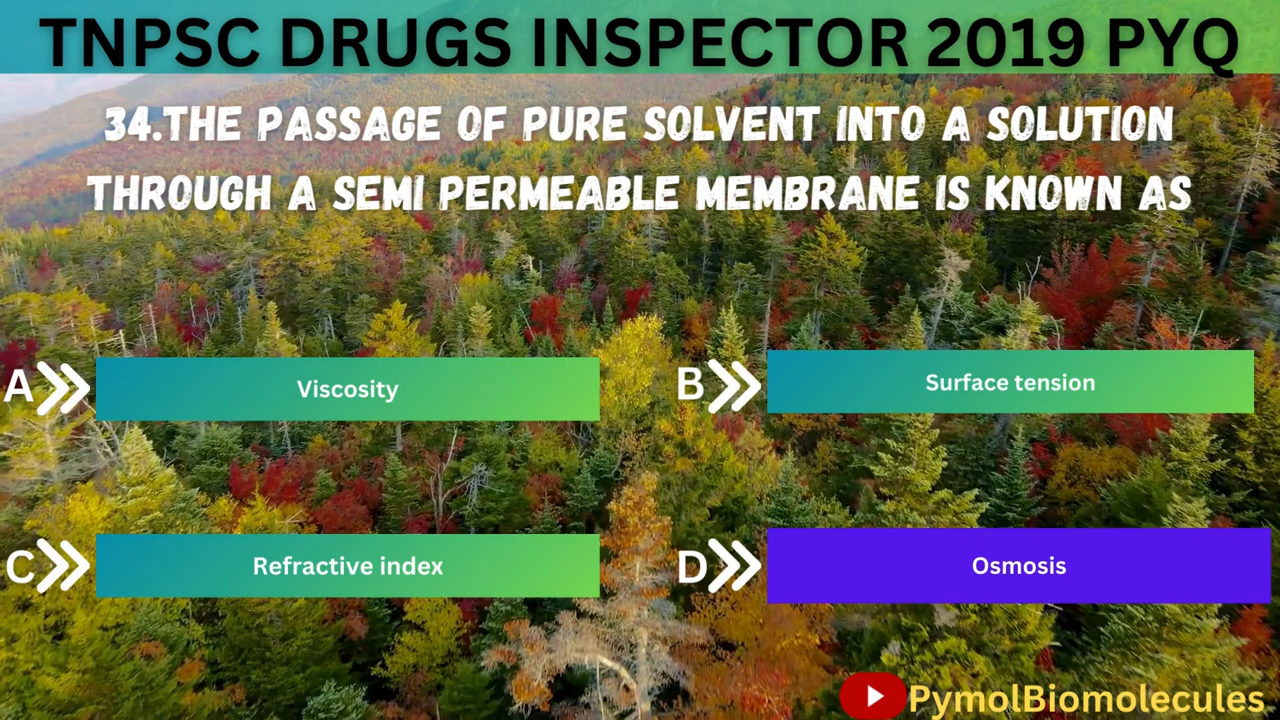 TNPSC DRUGS INSPECTOR 2019 PYQ
34.THE PASSAGE OF PURE SOLVENT INTO A SOLUTION
THROUGH A SEMI PERMEABLE MEMBRANE IS KNOWN AS
A Viscosity
B Surface tension
C Refractive index
D Osmosis
PymolBiomolecules